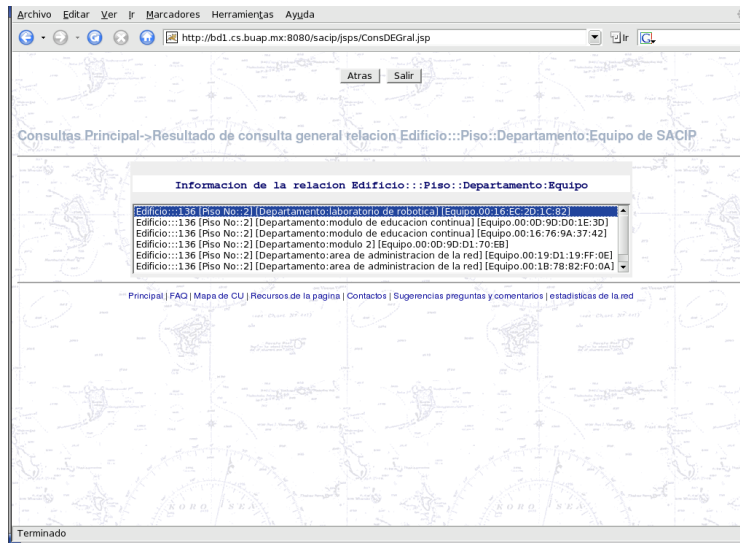 Archivo Editar Ver Ir Marcadores Herramientas Ayuda
http://bd1.cs.buap.mx:8080/sacip/jsps/ConsDEGral.jsp Ir
Atras Salir
Consultas Principal->Resultado de consulta general relacion Edificio:::Piso::Departamento:Equipo de SACIP
Informacion de la relacion Edificio:::Piso::Departamento:Equipo
Edificio:::136 [Piso No::2] [Departamento:laboratorio de robotica] [Equipo.00:16:EC:2D:1C:82]
Edificio:::136 [Piso No::2] [Departamento:modulo de educacion continua] [Equipo.00:0D:9D:D0:1E:3D]
Edificio:::136 [Piso No::2] [Departamento:modulo de educacion continua] [Equipo.00:16:76:9A:37:42]
Edificio:::136 [Piso No::2] [Departamento:modulo 2] [Equipo.00:0D:9D:D1:70:EB]
Edificio:::136 [Piso No::2] [Departamento:area de administracion de la red] [Equipo.00:19:D1:19:FF:0E]
Edificio:::136 [Piso No::2] [Departamento:area de administracion de la red] [Equipo.00:1B:78:82:F0:0A]
Principal | FAQ | Mapa de CU | Recursos de la pagina | Contactos | Sugerencias preguntas y comentarios | estadisticas de la red
Terminado